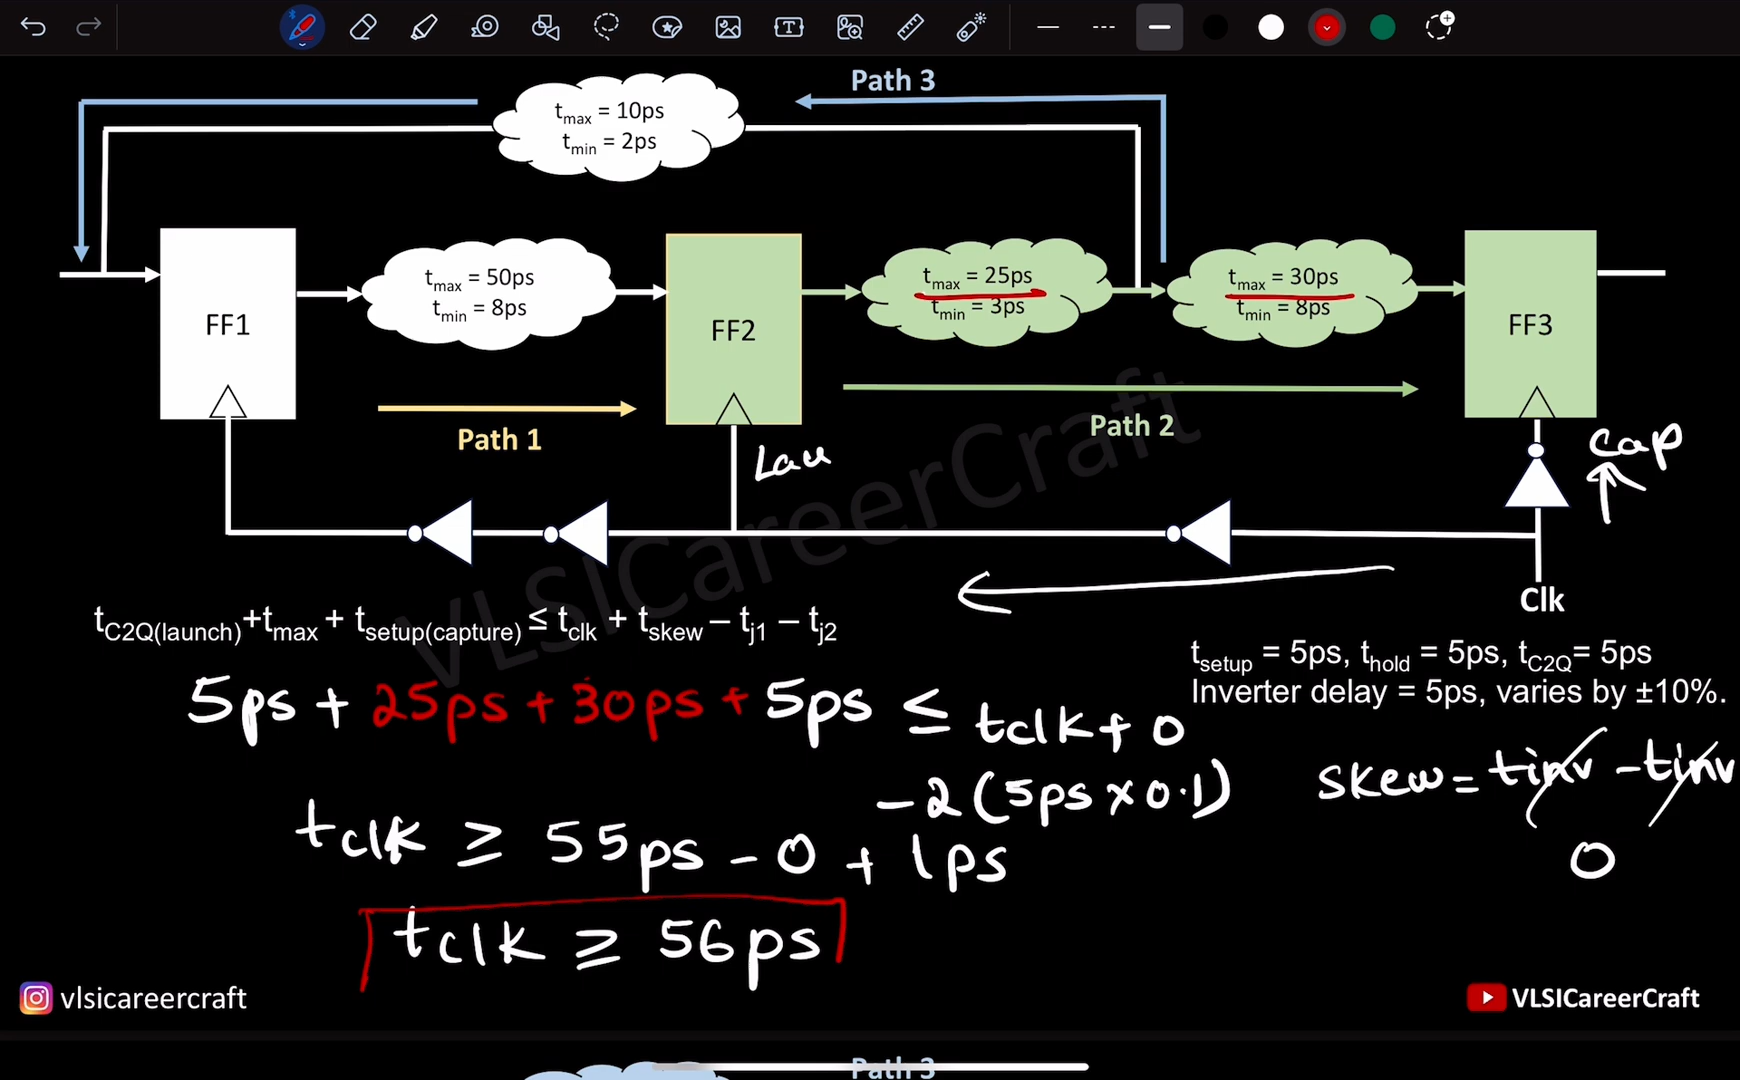 Path 3
tmax = 10ps
tmin = 2ps
tmax = 50ps
tmin = 8ps
tmax = 25ps
tmin = 3ps
tmax = 30ps
tmin = 8ps
FF1
FF2
FF3
Path 1
Path 2
Lau
Cap
VLSICareerCraft
Clk
tC2Q(launch)+tmax + tsetup(capture) ≤ tclk + tskew – tj1 – tj2
tsetup = 5ps, thold = 5ps, tC2Q= 5ps
Inverter delay = 5ps, varies by ±10%.
5ps + 25ps + 30ps + 5ps ≤ tclk + 0
-2 (5ps × 0.1)
skew = tinv - tinv
0
tclk ≥ 55ps - 0 + 1ps
tclk ≥ 56ps
vlsicareercraft
VLSICareerCraft
Path 3